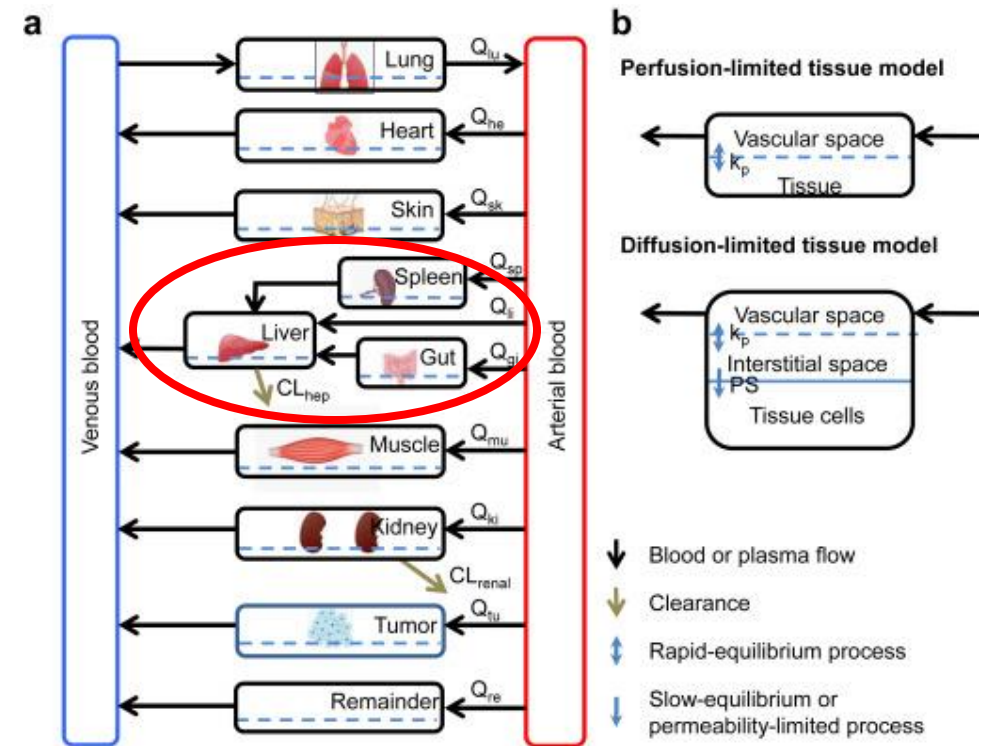 a
Venous blood
Lung
Q_lu
Heart
Q_he
Skin
Q_sk
Spleen
Q_sp
Liver
Q_li
Gut
Q_gi
CL_hep
Muscle
Q_mu
Kidney
Q_ki
CL_renal
Tumor
Q_tu
Remainder
Q_re
Arterial blood
b
Perfusion-limited tissue model
Vascular space
k_p
Tissue
Diffusion-limited tissue model
Vascular space
k_p
Interstitial space
PS
Tissue cells
Blood or plasma flow
Clearance
Rapid-equilibrium process
Slow-equilibrium or
permeability-limited process